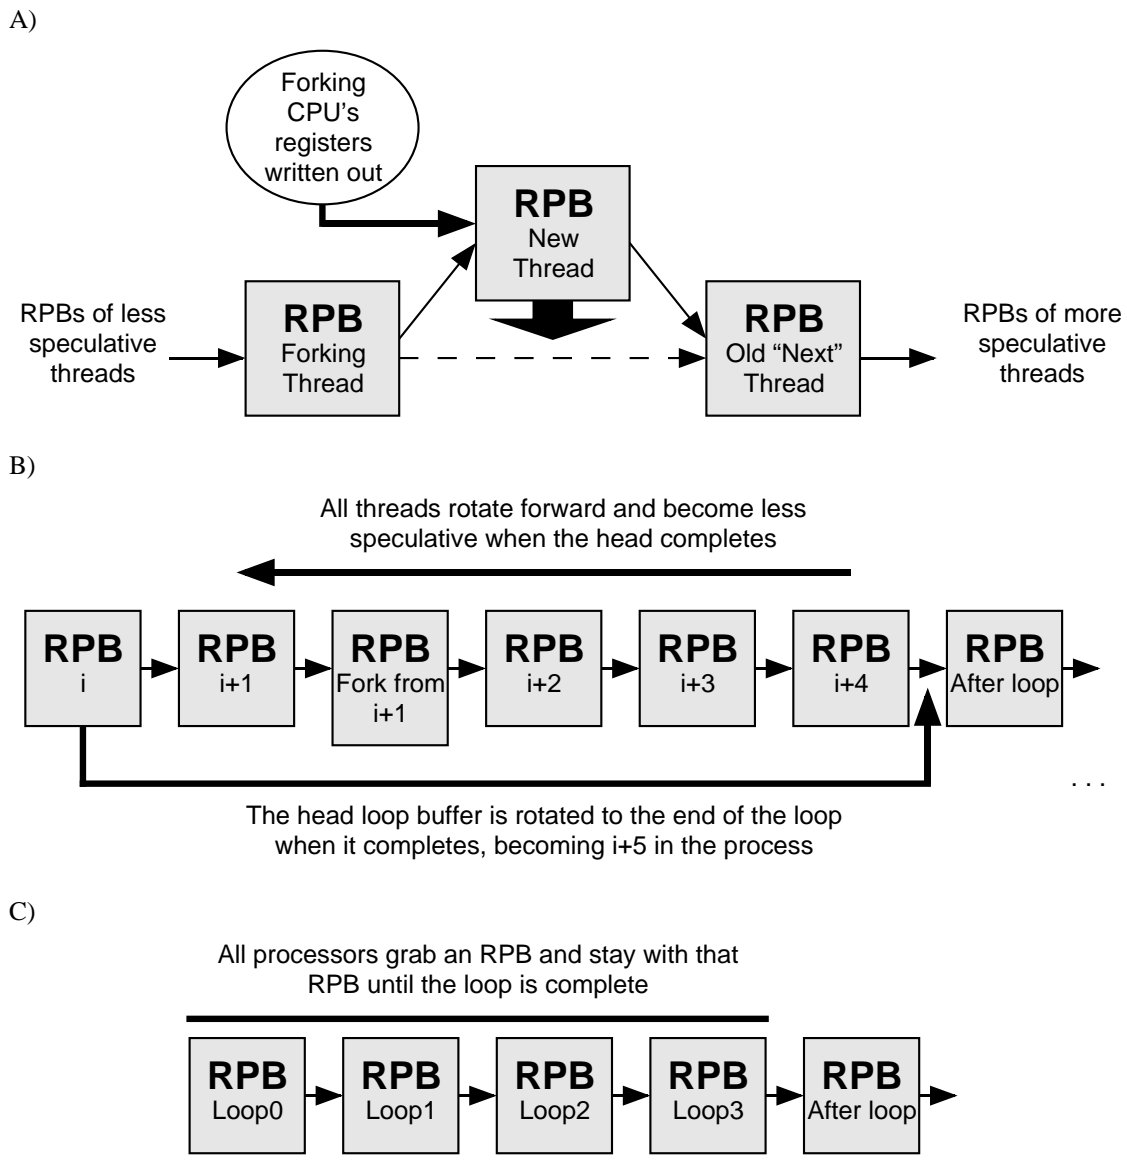 A)
Forking
CPU's
registers
written out
RPB
New
Thread
RPBs of less
speculative
threads
RPB
Forking
Thread
RPB
Old “Next”
Thread
RPBs of more
speculative
threads
B)
All threads rotate forward and become less
speculative when the head completes
RPB
i
RPB
i+1
RPB
Fork from
i+1
RPB
i+2
RPB
i+3
RPB
i+4
RPB
After loop
. . .
The head loop buffer is rotated to the end of the loop
when it completes, becoming i+5 in the process
C)
All processors grab an RPB and stay with that
RPB until the loop is complete
RPB
Loop0
RPB
Loop1
RPB
Loop2
RPB
Loop3
RPB
After loop